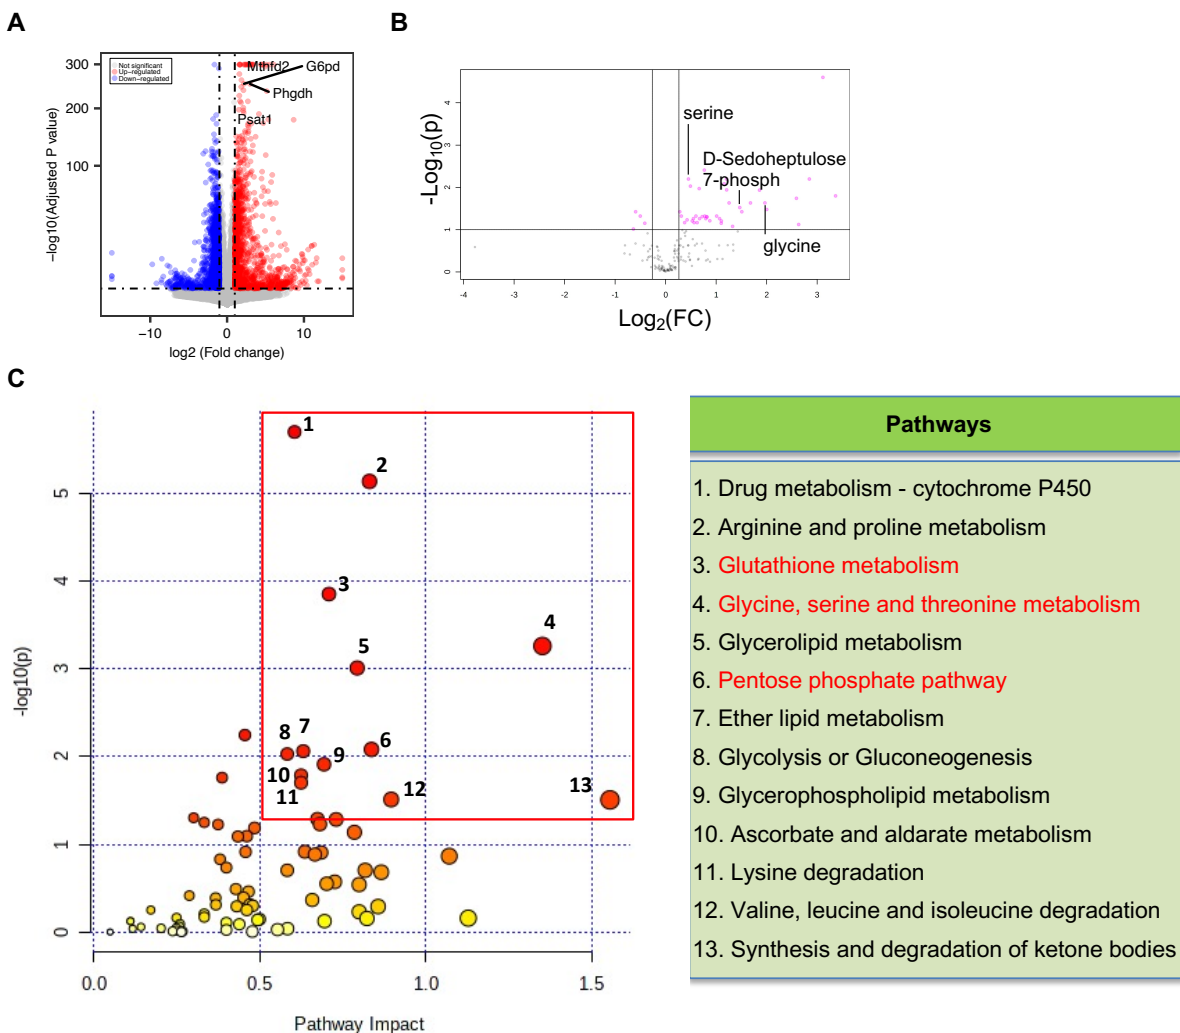 A
B
Not significant
Up-regulated
Down-regulated
300
200
100
Mthfd2
G6pd
Phgdh
Psat1
−log10(Adjusted P value)
−10
0
10
log2 (Fold change)
-Log10(p)
4
3
2
1
0
serine
D-Sedoheptulose
7-phosph
glycine
-4
-3
-2
-1
0
1
2
3
Log2(FC)
C
-log10(p)
5
4
3
2
1
0
1
2
3
4
5
6
7
8
9
10
11
12
13
0.0
0.5
1.0
1.5
Pathway Impact
Pathways
1. Drug metabolism - cytochrome P450
2. Arginine and proline metabolism
3. Glutathione metabolism
4. Glycine, serine and threonine metabolism
5. Glycerolipid metabolism
6. Pentose phosphate pathway
7. Ether lipid metabolism
8. Glycolysis or Gluconeogenesis
9. Glycerophospholipid metabolism
10. Ascorbate and aldarate metabolism
11. Lysine degradation
12. Valine, leucine and isoleucine degradation
13. Synthesis and degradation of ketone bodies